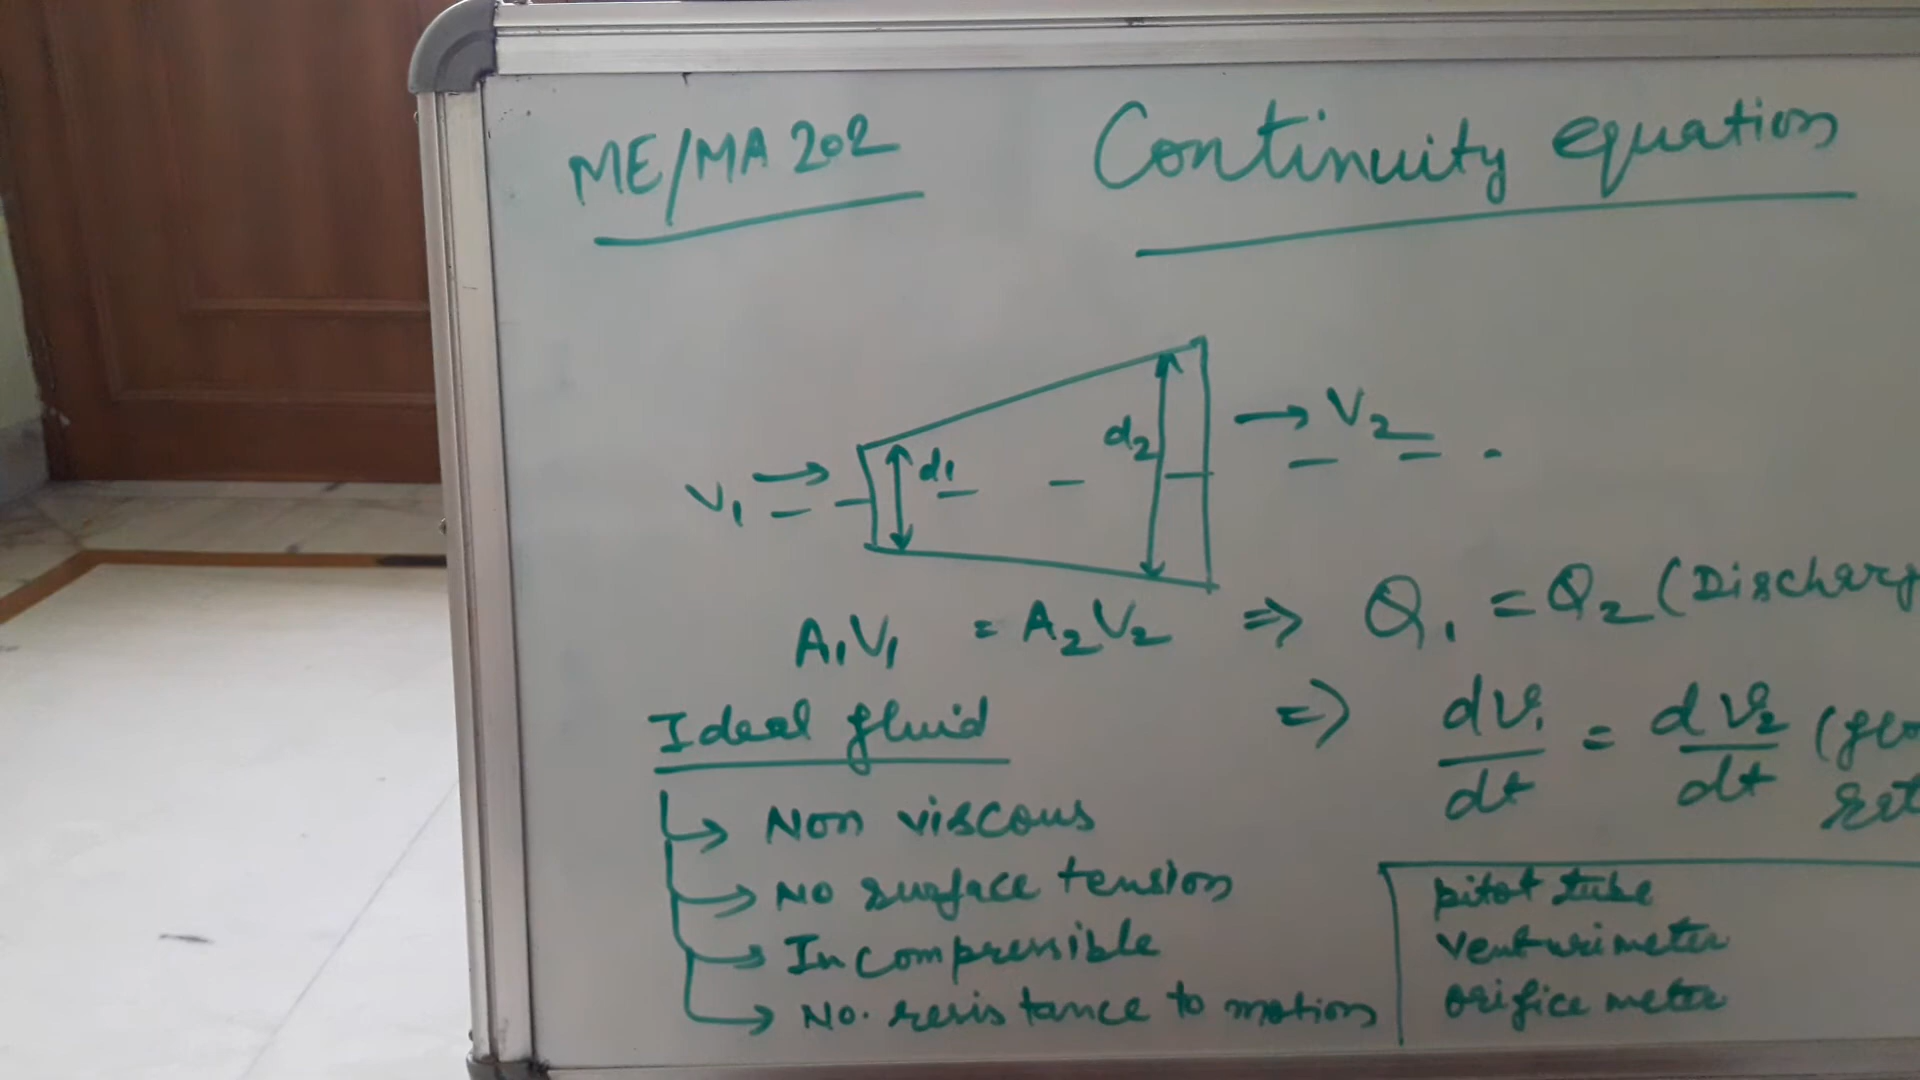 ME/MA 202
Continuity equation
d2
→ V2
V1 →
d1
A1V1 = A2V2 ⇒ Q1 = Q2 (Discharg
Ideal fluid
⇒ dV1/dt = dV2/dt (flo
Non viscous
No surface tension
Incompressible
No. resistance to motion
pitot tube
Venturimeter
orifice meter